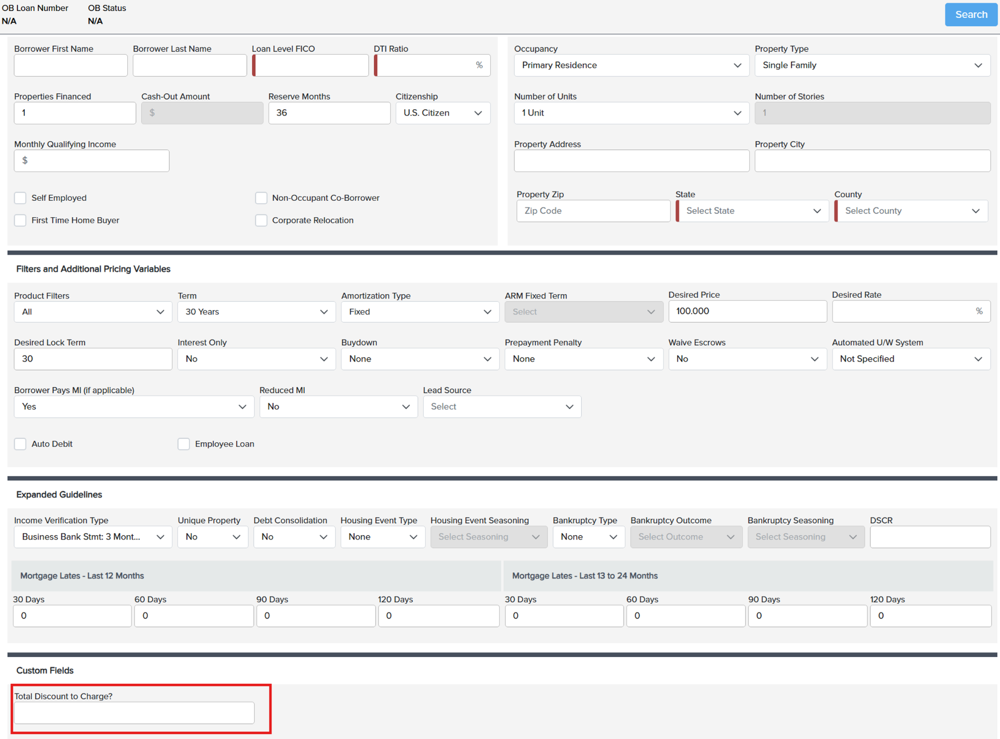 OB Loan Number OB Status
N/A N/A
Search
Borrower First Name Borrower Last Name Loan Level FICO DTI Ratio
%
Properties Financed Cash-Out Amount Reserve Months Citizenship
1 $ 36 U.S. Citizen
Monthly Qualifying Income
$
Self Employed Non-Occupant Co-Borrower
First Time Home Buyer Corporate Relocation
Occupancy Property Type
Primary Residence Single Family
Number of Units Number of Stories
1 Unit 1
Property Address Property City
Property Zip State County
Zip Code Select State Select County
Filters and Additional Pricing Variables
Product Filters Term Amortization Type ARM Fixed Term Desired Price Desired Rate
All 30 Years Fixed Select 100.000 %
Desired Lock Term Interest Only Buydown Prepayment Penalty Waive Escrows Automated U/W System
30 No None None No Not Specified
Borrower Pays MI (if applicable) Reduced MI Lead Source
Yes No Select
Auto Debit Employee Loan
Expanded Guidelines
Income Verification Type Unique Property Debt Consolidation Housing Event Type Housing Event Seasoning Bankruptcy Type Bankruptcy Outcome Bankruptcy Seasoning DSCR
Business Bank Stmt: 3 Mont... No No None Select Seasoning None Select Outcome Select Seasoning
Mortgage Lates - Last 12 Months Mortgage Lates - Last 13 to 24 Months
30 Days 60 Days 90 Days 120 Days 30 Days 60 Days 90 Days 120 Days
0 0 0 0 0 0 0 0
Custom Fields
Total Discount to Charge?